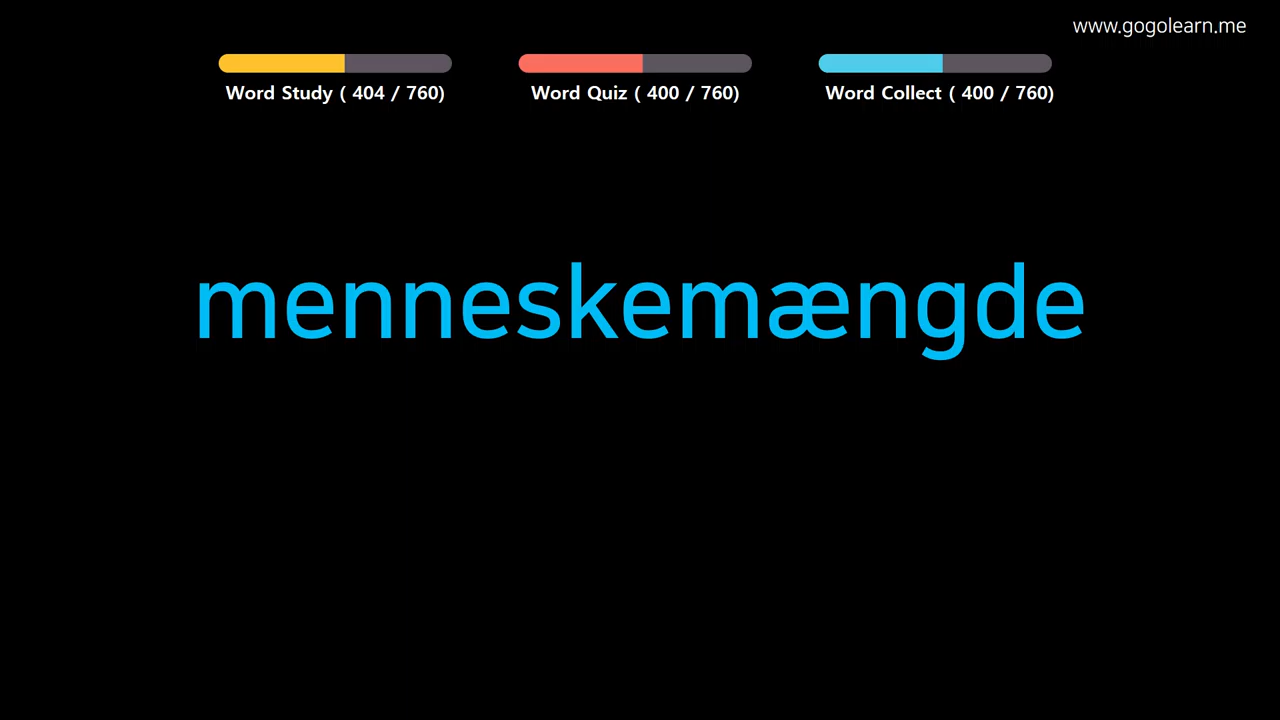 www.gogolearn.me
Word Study ( 404 / 760)
Word Quiz ( 400 / 760)
Word Collect ( 400 / 760)
menneskemængde